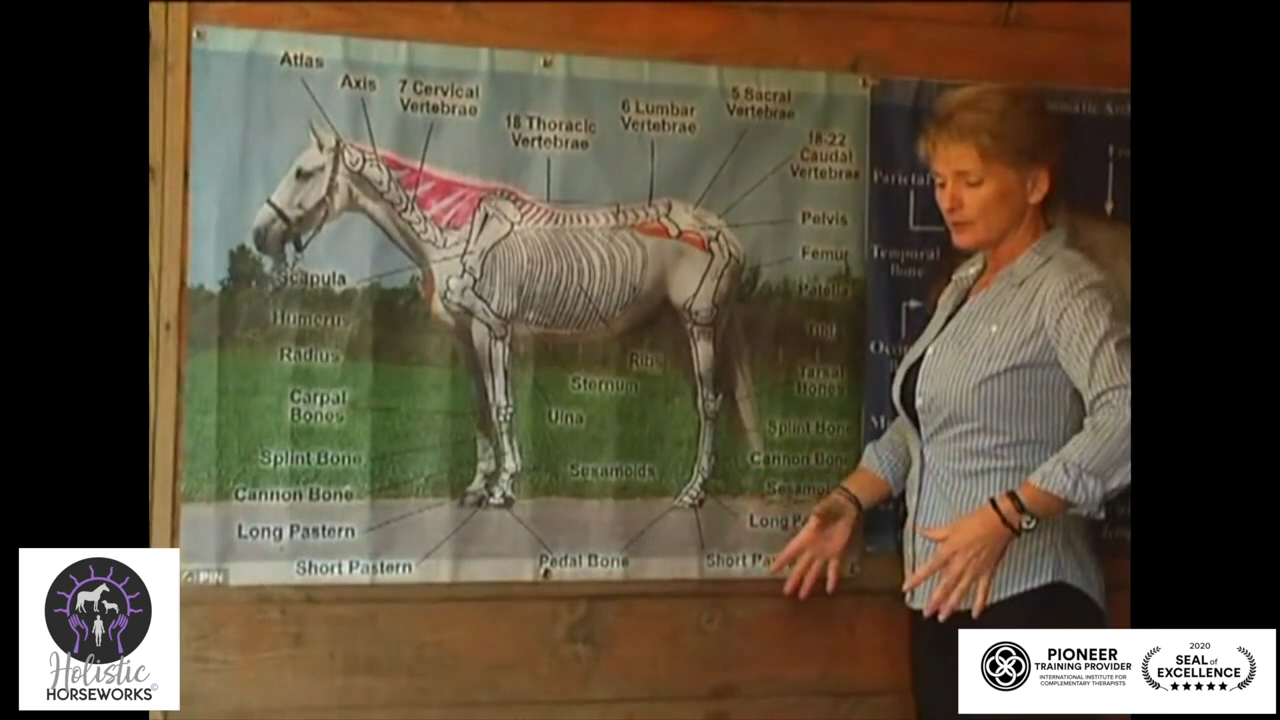 Atlas
Axis
7 Cervical
Vertebrae
18 Thoracic
Vertebrae
6 Lumbar
Vertebrae
5 Sacral
Vertebrae
18-22
Caudal
Vertebrae
Pelvis
Femur
Patella
Scapula
Humerus
Radius
Carpal
Bones
Splint Bone
Cannon Bone
Long Pastern
Short Pastern
Ribs
Sternum
Ulna
Sesamoids
Pedal Bone
Tarsal
Bones
Splint Bone
Cannon Bone
Short
Parietal
Temporal
Bone
Holistic
HORSEWORKS©
PIONEER
TRAINING PROVIDER
INTERNATIONAL INSTITUTE FOR
COMPLEMENTARY THERAPISTS
2020
SEAL of
EXCELLENCE